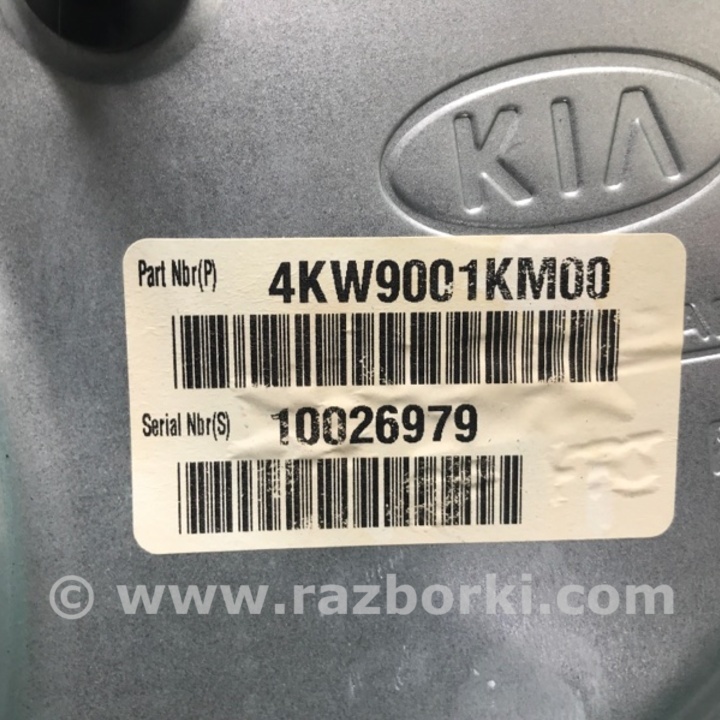 KIA
Part Nbr(P) 4KW9001KM00
Serial Nbr(S) 10026979
© www.razborki.com